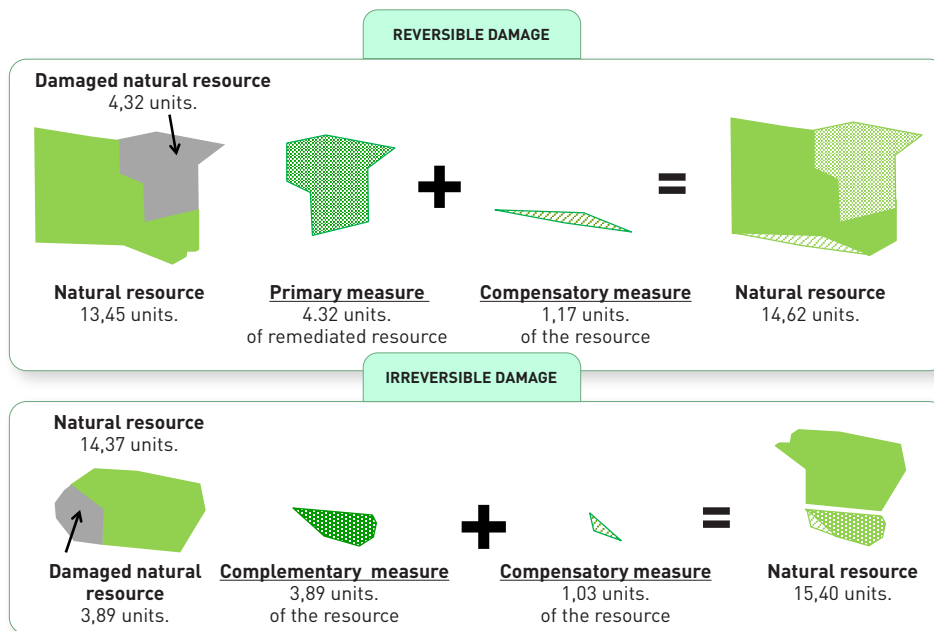 REVERSIBLE DAMAGE
Damaged natural resource
4,32 units.
Natural resource
13,45 units.
Primary measure
4.32 units.
of remediated resource
Compensatory measure
1,17 units.
of the resource
Natural resource
14,62 units.
IRREVERSIBLE DAMAGE
Natural resource
14,37 units.
Damaged natural
resource
3,89 units.
Complementary measure
3,89 units.
of the resource
Compensatory measure
1,03 units.
of the resource
Natural resource
15,40 units.